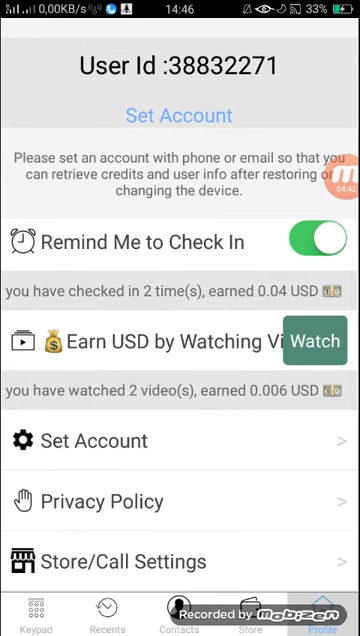 0,00KB/s 14:46 33%
User Id :38832271
Set Account
Please set an account with phone or email so that you
can retrieve credits and user info after restoring or
changing the device.
04:42
Remind Me to Check In
you have checked in 2 time(s), earned 0.04 USD
Earn USD by Watching Vi
Watch
you have watched 2 video(s), earned 0.006 USD
Set Account >
Privacy Policy >
Store/Call Settings >
Recorded by mobizen
Keypad Recents Contacts Store Profile